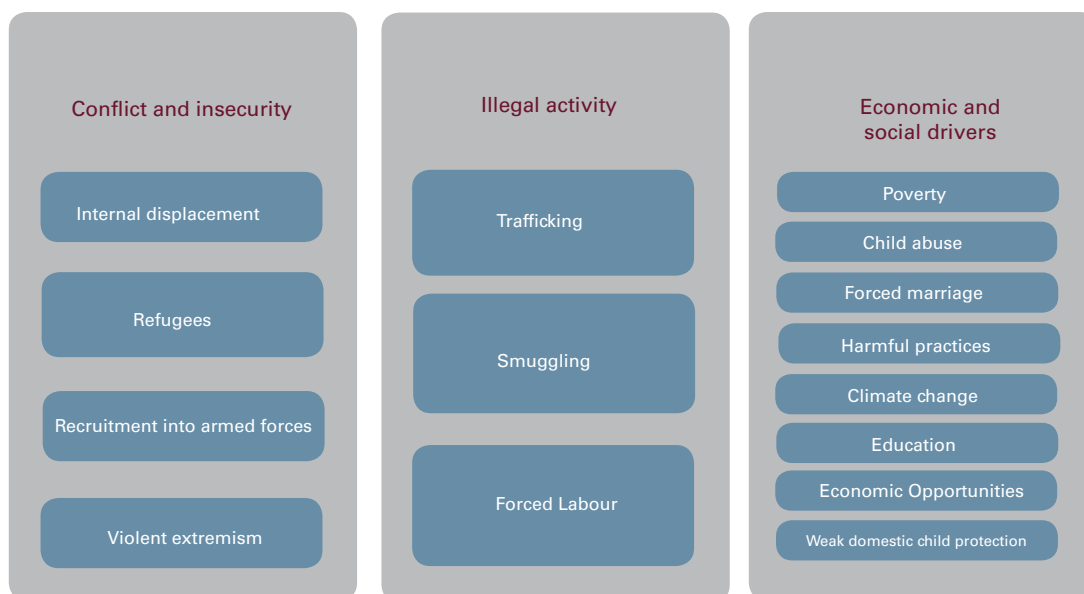 Conflict and insecurity
Internal displacement
Refugees
Recruitment into armed forces
Violent extremism
Illegal activity
Trafficking
Smuggling
Forced Labour
Economic and
social drivers
Poverty
Child abuse
Forced marriage
Harmful practices
Climate change
Education
Economic Opportunities
Weak domestic child protection